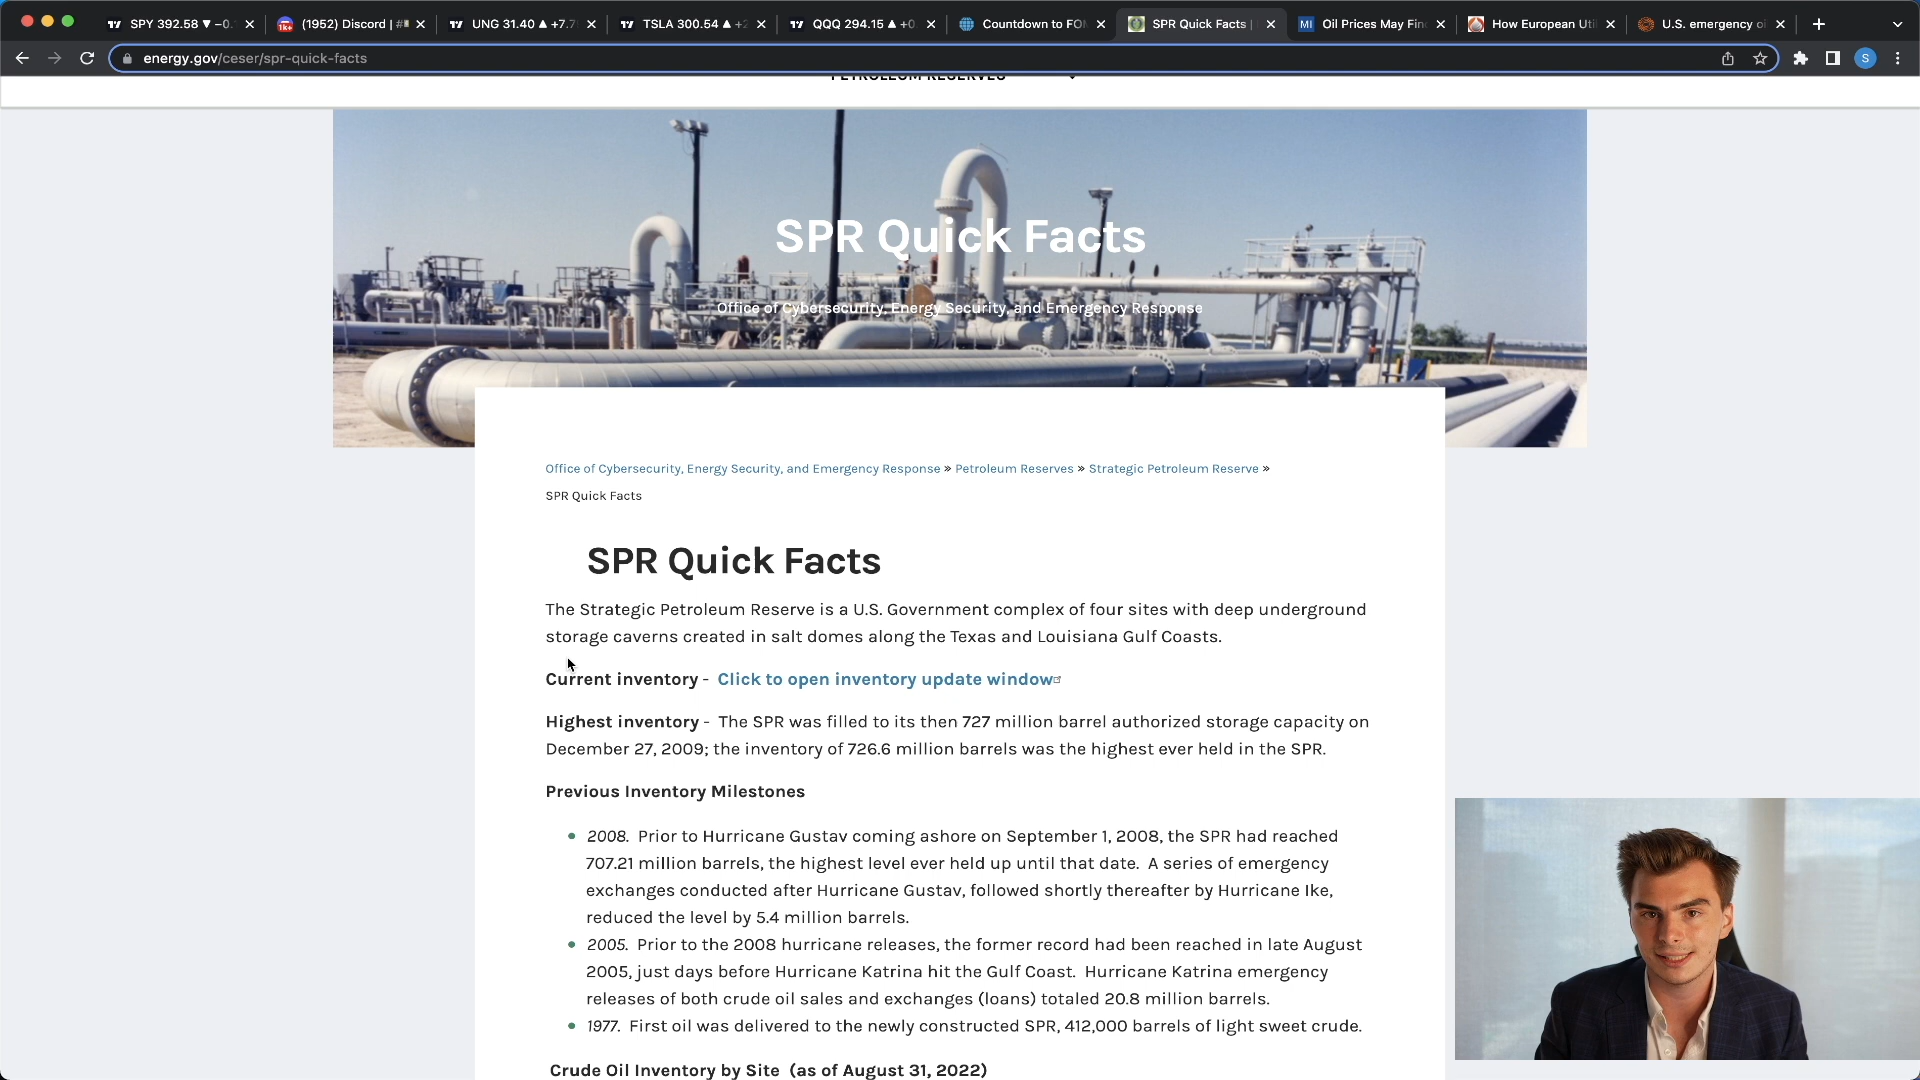 SPY 392.58 ▼ −0.
(1952) Discord | #
UNG 31.40 ▲ +7.7
TSLA 300.54 ▲ +2
QQQ 294.15 ▲ +0
Countdown to FO
SPR Quick Facts |
MI Oil Prices May Fin
How European Uti
U.S. emergency o
energy.gov/ceser/spr-quick-facts
S
PETROLEUM RESERVES
SPR Quick Facts
Office of Cybersecurity, Energy Security, and Emergency Response
Office of Cybersecurity, Energy Security, and Emergency Response » Petroleum Reserves » Strategic Petroleum Reserve »
SPR Quick Facts
SPR Quick Facts
The Strategic Petroleum Reserve is a U.S. Government complex of four sites with deep underground
storage caverns created in salt domes along the Texas and Louisiana Gulf Coasts.
Current inventory - Click to open inventory update window
Highest inventory - The SPR was filled to its then 727 million barrel authorized storage capacity on
December 27, 2009; the inventory of 726.6 million barrels was the highest ever held in the SPR.
Previous Inventory Milestones
• 2008. Prior to Hurricane Gustav coming ashore on September 1, 2008, the SPR had reached
707.21 million barrels, the highest level ever held up until that date. A series of emergency
exchanges conducted after Hurricane Gustav, followed shortly thereafter by Hurricane Ike,
reduced the level by 5.4 million barrels.
• 2005. Prior to the 2008 hurricane releases, the former record had been reached in late August
2005, just days before Hurricane Katrina hit the Gulf Coast. Hurricane Katrina emergency
releases of both crude oil sales and exchanges (loans) totaled 20.8 million barrels.
• 1977. First oil was delivered to the newly constructed SPR, 412,000 barrels of light sweet crude.
Crude Oil Inventory by Site (as of August 31, 2022)